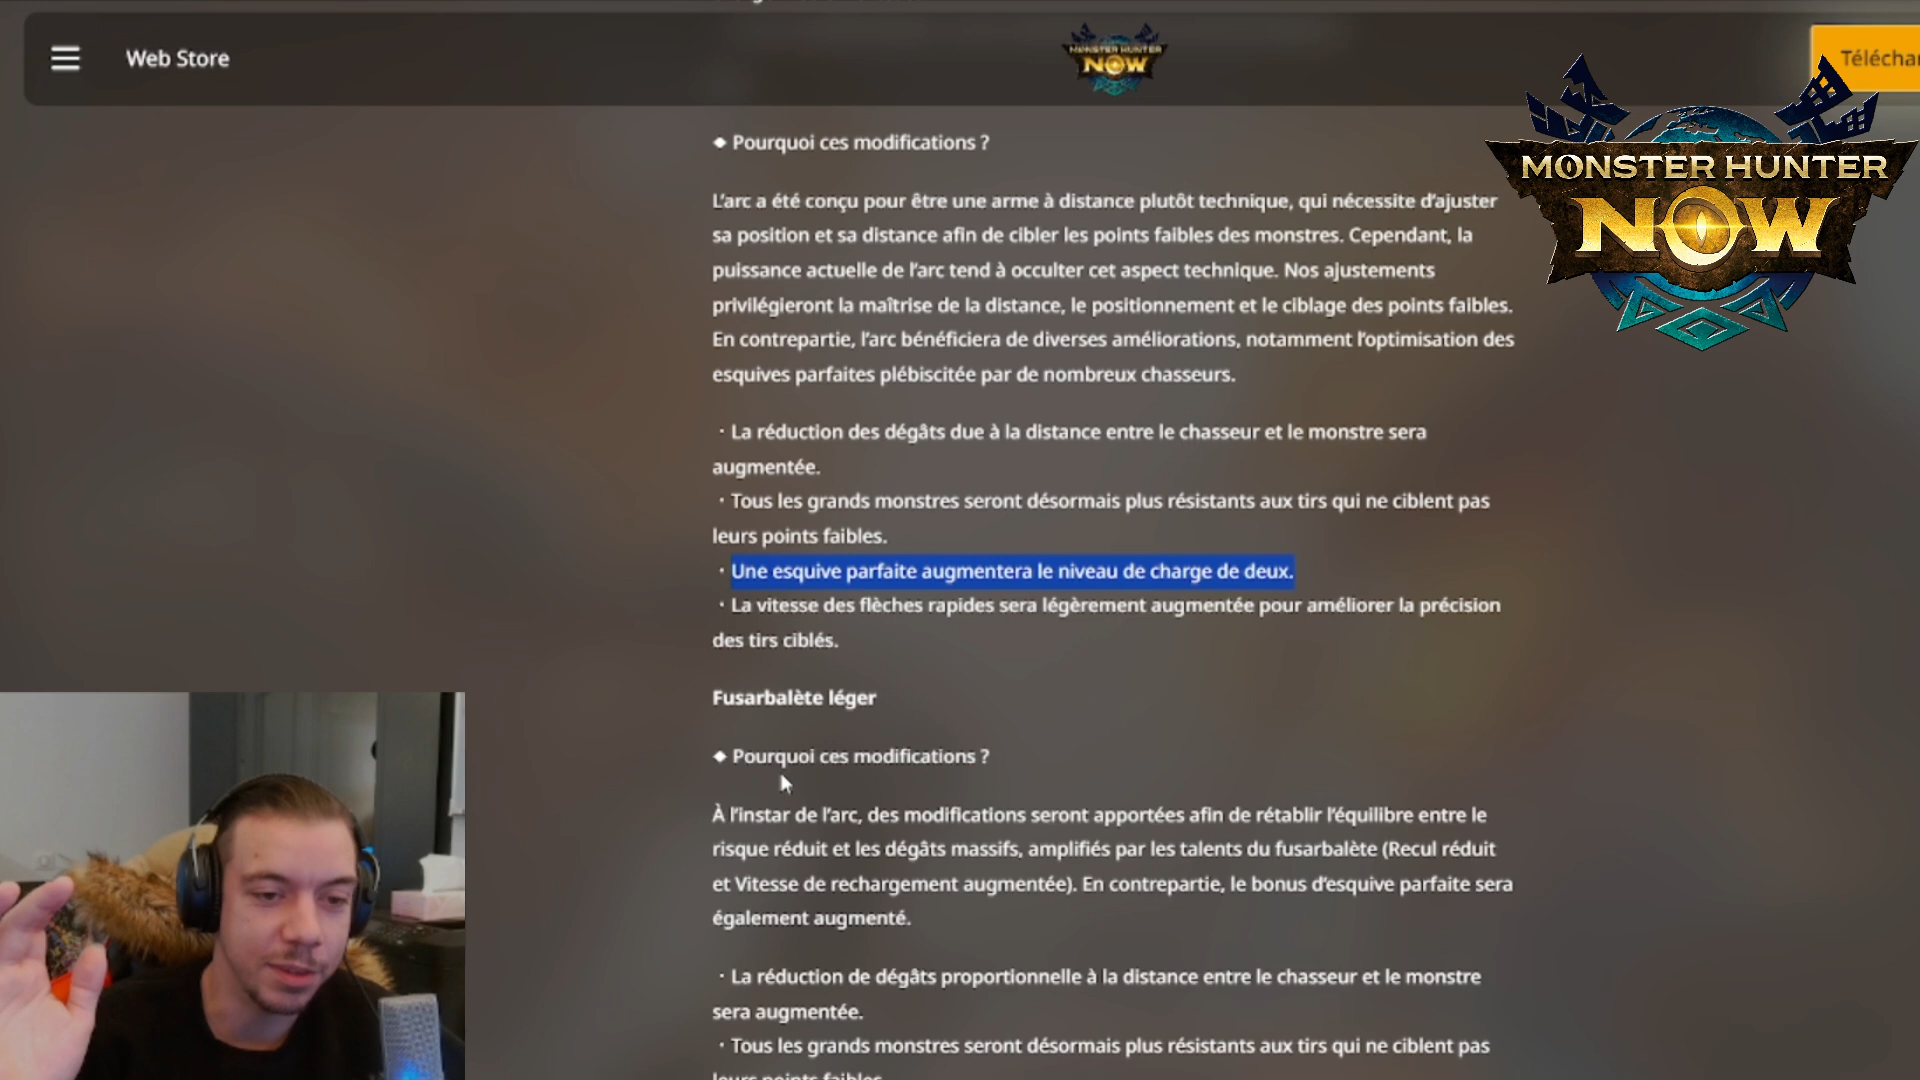 Web Store
MONSTER HUNTER
NOW
Téléchar
MONSTER HUNTER
NOW
◆ Pourquoi ces modifications ?
L'arc a été conçu pour être une arme à distance plutôt technique, qui nécessite d'ajuster
sa position et sa distance afin de cibler les points faibles des monstres. Cependant, la
puissance actuelle de l'arc tend à occulter cet aspect technique. Nos ajustements
privilégieront la maîtrise de la distance, le positionnement et le ciblage des points faibles.
En contrepartie, l'arc bénéficiera de diverses améliorations, notamment l'optimisation des
esquives parfaites plébiscitée par de nombreux chasseurs.
・La réduction des dégâts due à la distance entre le chasseur et le monstre sera
augmentée.
・Tous les grands monstres seront désormais plus résistants aux tirs qui ne ciblent pas
leurs points faibles.
・Une esquive parfaite augmentera le niveau de charge de deux.
・La vitesse des flèches rapides sera légèrement augmentée pour améliorer la précision
des tirs ciblés.
Fusarbalète léger
◆ Pourquoi ces modifications ?
À l'instar de l'arc, des modifications seront apportées afin de rétablir l'équilibre entre le
risque réduit et les dégâts massifs, amplifiés par les talents du fusarbalète (Recul réduit
et Vitesse de rechargement augmentée). En contrepartie, le bonus d'esquive parfaite sera
également augmenté.
・La réduction de dégâts proportionnelle à la distance entre le chasseur et le monstre
sera augmentée.
・Tous les grands monstres seront désormais plus résistants aux tirs qui ne ciblent pas
leurs points faibles.